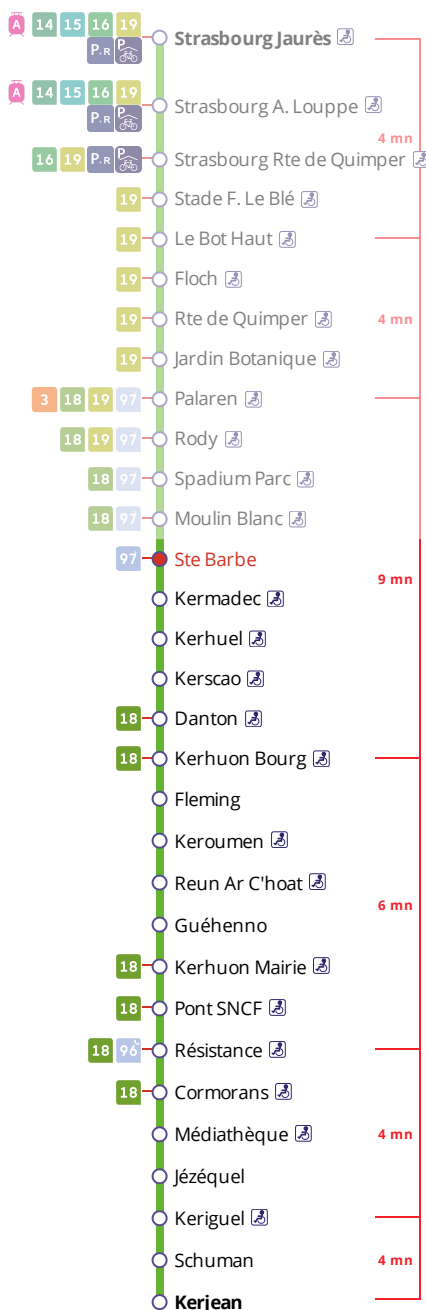 A 14 15 16 19 Strasbourg Jaurès
P+R P
A 14 15 16 19 Strasbourg A. Louppe
P+R P
4 mn
16 19 P+R P Strasbourg Rte de Quimper
19 Stade F. Le Blé
19 Le Bot Haut
19 Floch
19 Rte de Quimper 4 mn
19 Jardin Botanique
3 18 19 97 Palaren
18 19 97 Rody
18 97 Spadium Parc
18 97 Moulin Blanc
97 Ste Barbe
9 mn
Kermadec
Kerhuel
Kerscao
18 Danton
18 Kerhuon Bourg
Fleming
Keroumen
Reun Ar C'hoat
6 mn
Guéhenno
18 Kerhuon Mairie
18 Pont SNCF
18 96 Résistance
18 Cormorans
Médiathèque 4 mn
Jézéquel
Keriguel
Schuman 4 mn
Kerjean